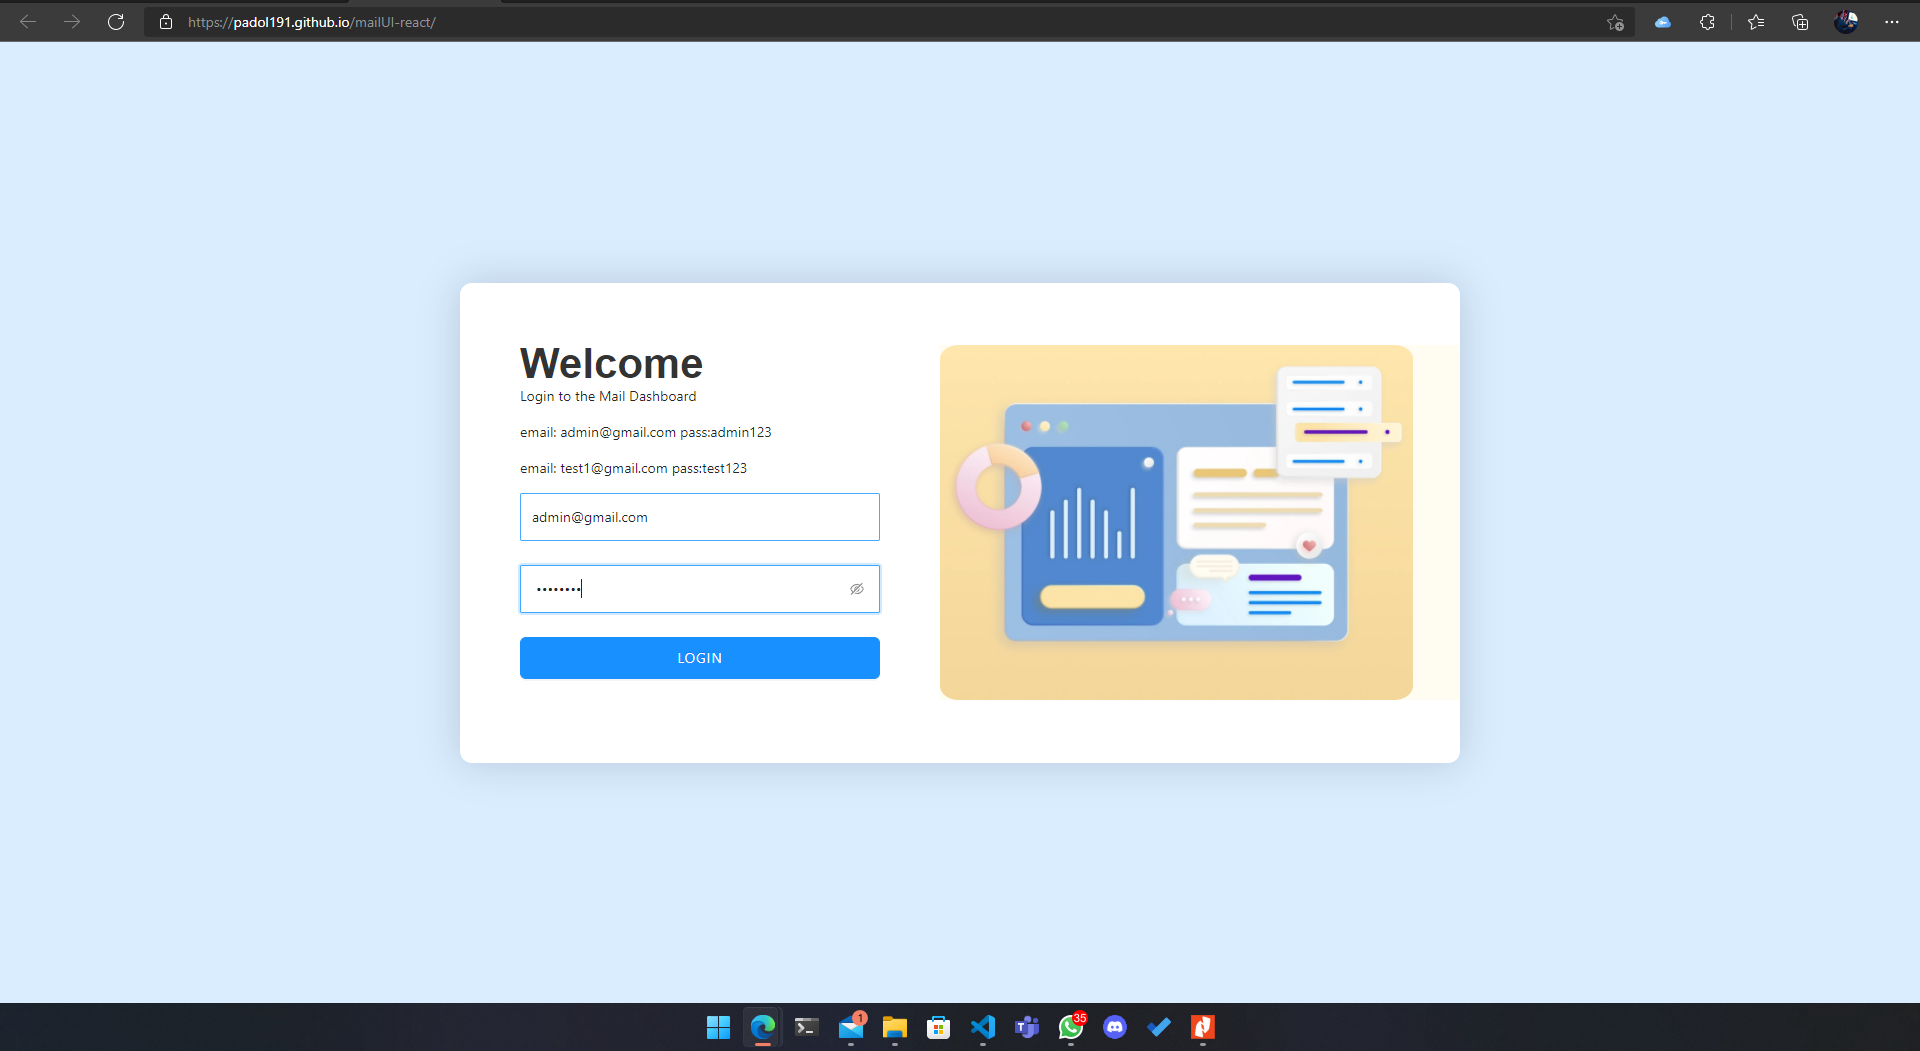 https://padol191.github.io/mailUI-react/
Welcome
Login to the Mail Dashboard
email: admin@gmail.com pass:admin123
email: test1@gmail.com pass:test123
admin@gmail.com
••••••••
LOGIN
1
35